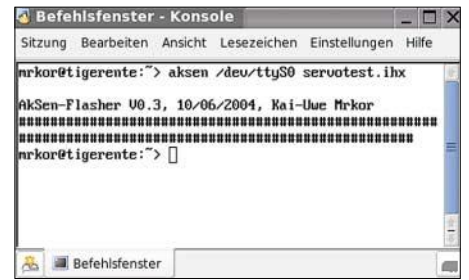 Befehlsfenster - Konsole
Sitzung Bearbeiten Ansicht Lesezeichen Einstellungen Hilfe
mrkor@tigerente:~> aksen /dev/ttyS0 servotest.ihx
AkSen-Flasher V0.3, 10/06/2004, Kai-Uwe Mrkor
#####################################################
##################################################
mrkor@tigerente:~>
Befehlsfenster